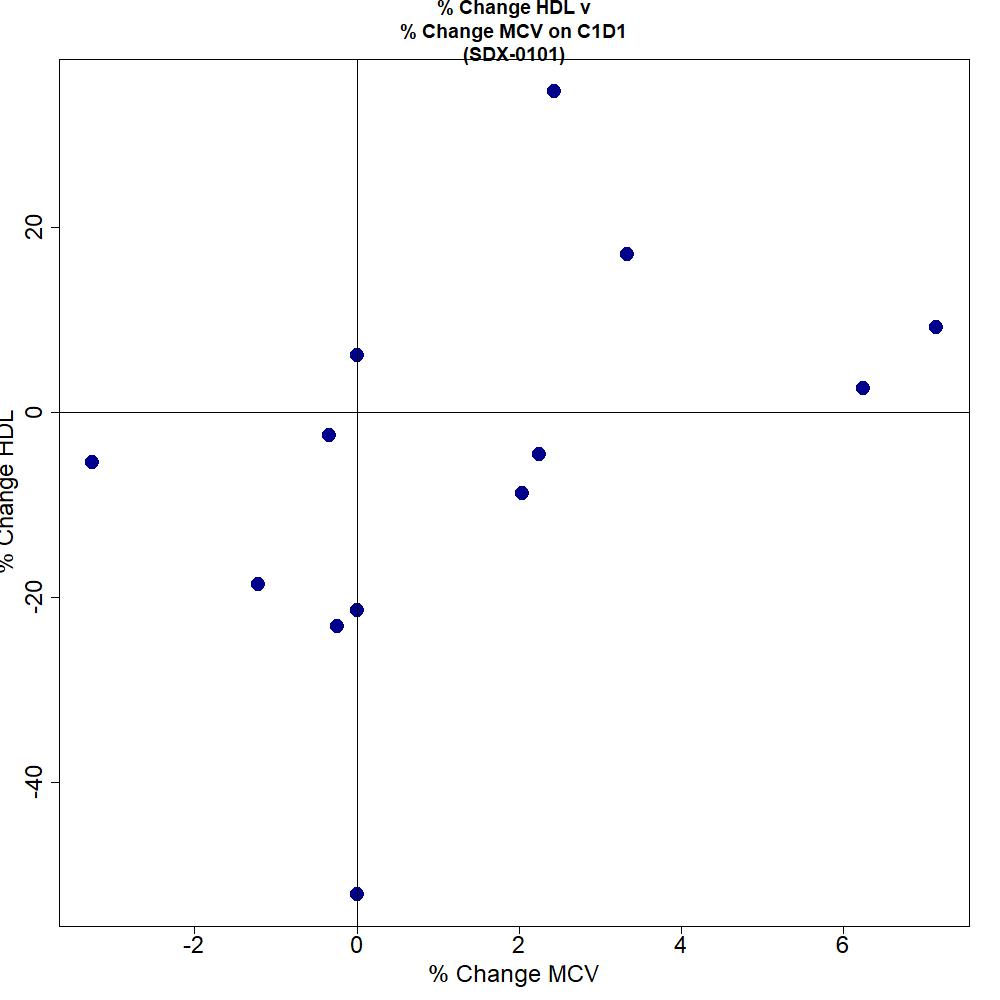 % Change HDL v
% Change MCV on C1D1
(SDX-0101)
% Change HDL
20
0
-20
-40
-2
0
2
4
6
% Change MCV